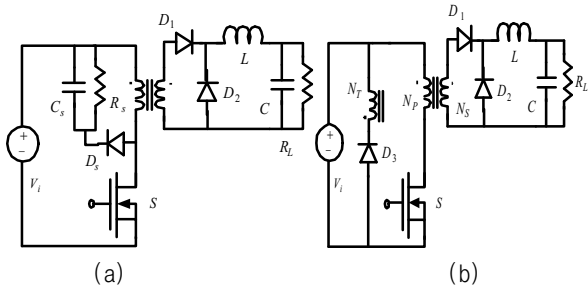 D1
L
Cs
Rs
D2
C
RL
Ds
+
−
Vi
S
(a)
D1
L
NT
NP
NS
D2
C
RL
D3
+
−
Vi
S
(b)